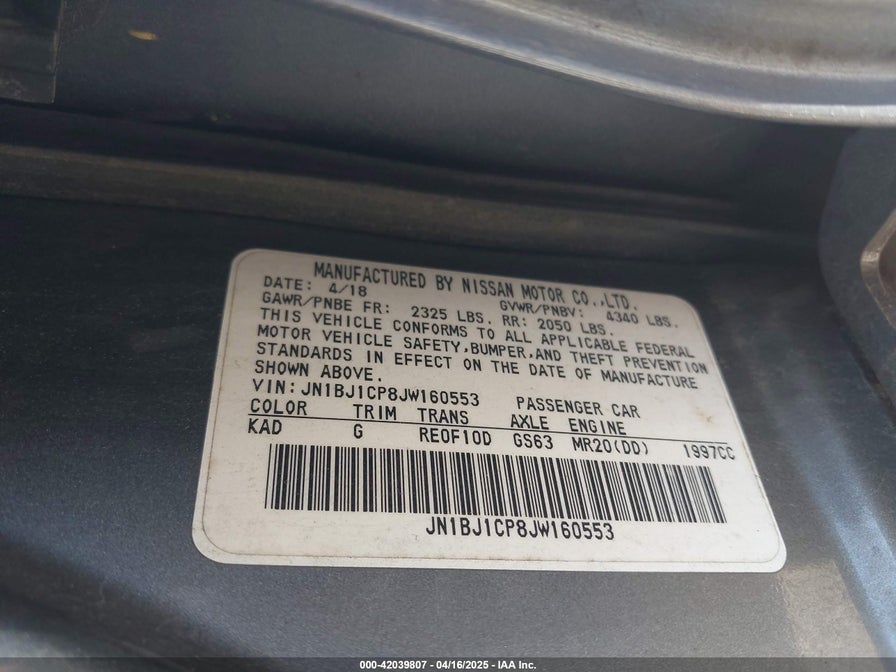 MANUFACTURED BY NISSAN MOTOR CO.,LTD.
DATE: 4/18 GVWR/PNBV: 4340 LBS.
GAWR/PNBE FR: 2325 LBS. RR: 2050 LBS.
THIS VEHICLE CONFORMS TO ALL APPLICABLE FEDERAL
MOTOR VEHICLE SAFETY,BUMPER,AND THEFT PREVENTION
STANDARDS IN EFFECT ON THE DATE OF MANUFACTURE
SHOWN ABOVE.
VIN: JN1BJ1CP8JW160553 PASSENGER CAR
COLOR TRIM TRANS AXLE ENGINE
KAD G RE0F10D GS63 MR20(DD) 1997CC
JN1BJ1CP8JW160553
000-42039807 - 04/16/2025 - IAA Inc.